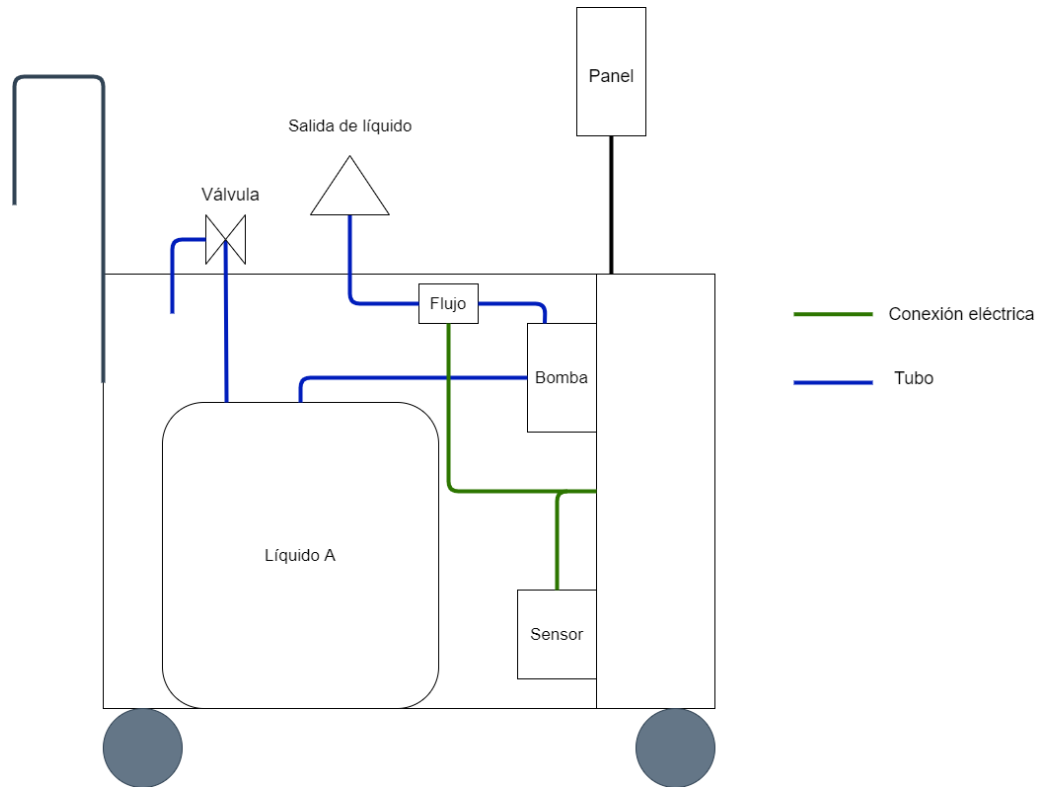 Panel
Salida de líquido
Válvula
Flujo
Conexión eléctrica
Bomba
Tubo
Líquido A
Sensor